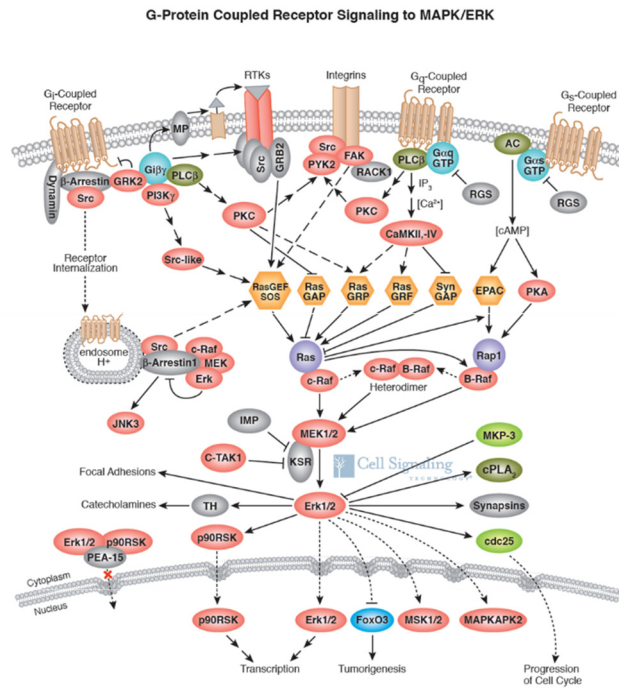 G-Protein Coupled Receptor Signaling to MAPK/ERK
Gi-Coupled
Receptor
RTKs
Integrins
Gq-Coupled
Receptor
Gs-Coupled
Receptor
MP
Src
GRB2
Src
PYK2
FAK
RACK1
PLCβ
Gαq
GTP
AC
Gαs
GTP
RGS
RGS
Dynamin
β-Arrestin
Src
GRK2
Giβγ
PLCβ
PI3Kγ
PKC
PKC
IP3
[Ca2+]
CaMKII,-IV
[cAMP]
Receptor
Internalization
Src-like
RasGEF
SOS
Ras
GAP
Ras
GRP
Ras
GRF
Syn
GAP
EPAC
PKA
endosome
H+
Src
β-Arrestin1
c-Raf
MEK
Erk
JNK3
Ras
c-Raf
c-Raf
B-Raf
Heterodimer
Rap1
B-Raf
IMP
C-TAK1
KSR
MEK1/2
Cell Signaling
TECHNOLOGY
MKP-3
cPLA2
Focal Adhesions
Catecholamines
TH
Erk1/2
Synapsins
cdc25
Erk1/2
p90RSK
PEA-15
p90RSK
Cytoplasm
Nucleus
p90RSK
Erk1/2
FoxO3
MSK1/2
MAPKAPK2
Transcription
Tumorigenesis
Progression
of Cell Cycle